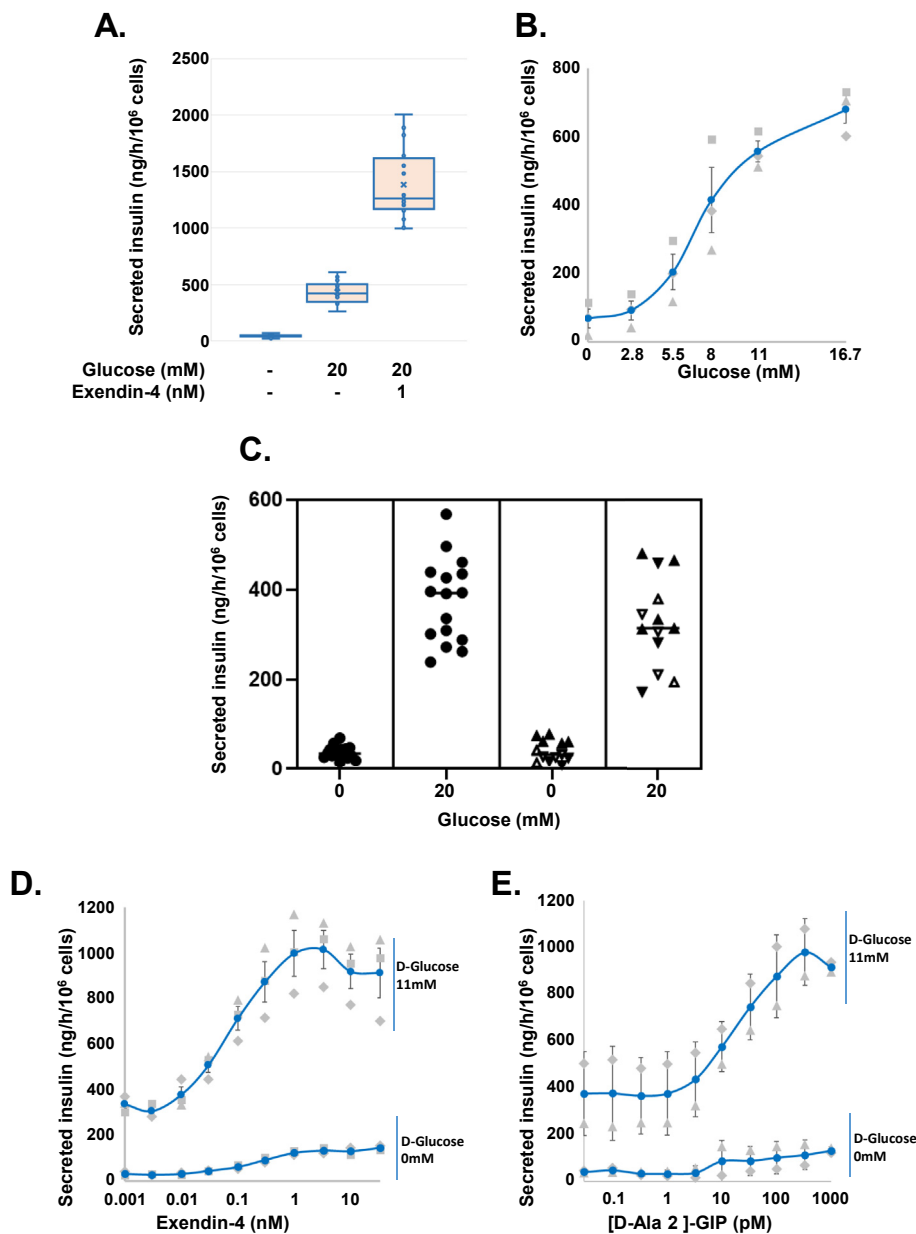 A.
Secreted insulin (ng/h/10⁶ cells)
2500
2000
1500
1000
500
0
Glucose (mM) - 20 20
Exendin-4 (nM) - - 1
B.
Secreted insulin (ng/h/10⁶ cells)
800
600
400
200
0
0 2.8 5.5 8 11 16.7
Glucose (mM)
C.
Secreted insulin (ng/h/10⁶ cells)
600
400
200
0
0 20 0 20
Glucose (mM)
D.
Secreted insulin (ng/h/10⁶ cells)
1200
1000
800
600
400
200
0
0.001 0.01 0.1 1 10
Exendin-4 (nM)
D-Glucose
11mM
D-Glucose
0mM
E.
Secreted insulin (ng/h/10⁶ cells)
1200
1000
800
600
400
200
0
0.1 1 10 100 1000
[D-Ala 2 ]-GIP (pM)
D-Glucose
11mM
D-Glucose
0mM